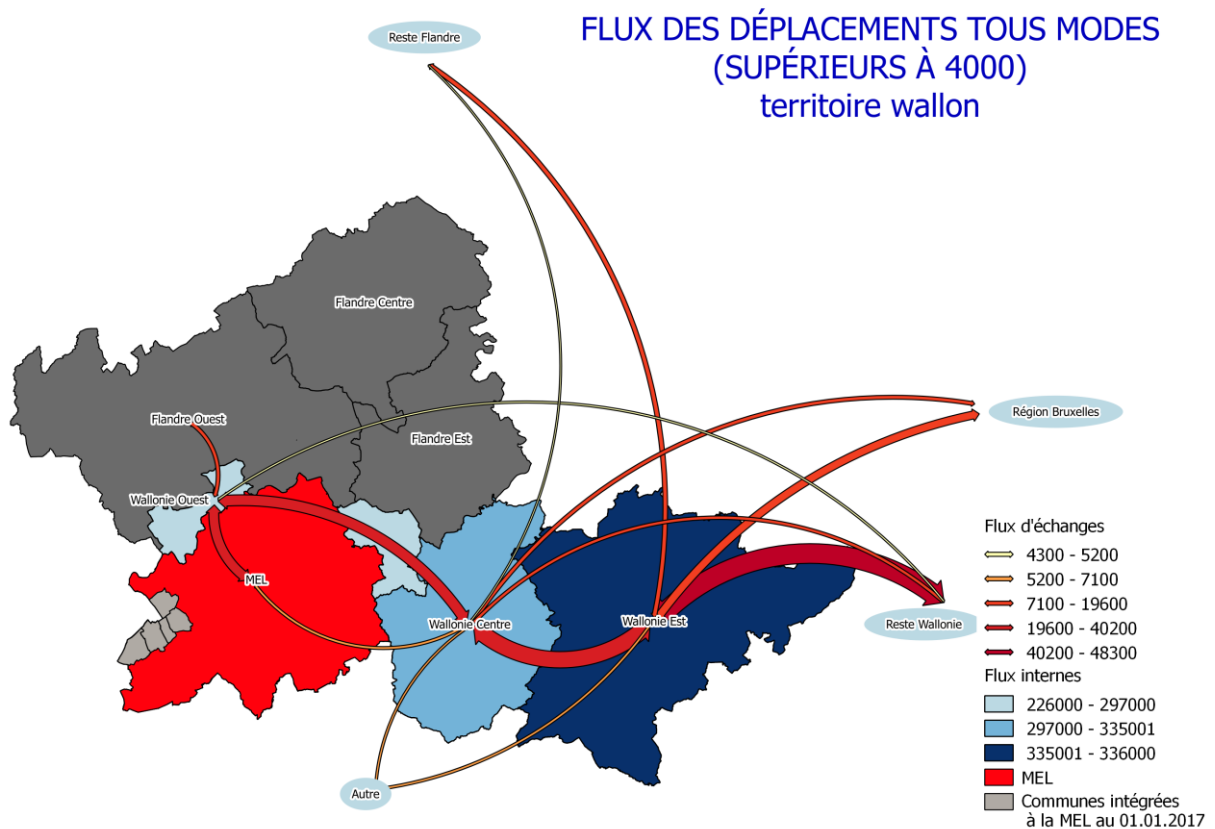 FLUX DES DÉPLACEMENTS TOUS MODES
(SUPÉRIEURS À 4000)
territoire wallon
Reste Flandre
Flandre Centre
Flandre Ouest
Flandre Est
Région Bruxelles
Wallonie Ouest
MEL
Wallonie Centre
Wallonie Est
Reste Wallonie
Autre
Flux d'échanges
4300 - 5200
5200 - 7100
7100 - 19600
19600 - 40200
40200 - 48300
Flux internes
226000 - 297000
297000 - 335001
335001 - 336000
MEL
Communes intégrées
à la MEL au 01.01.2017